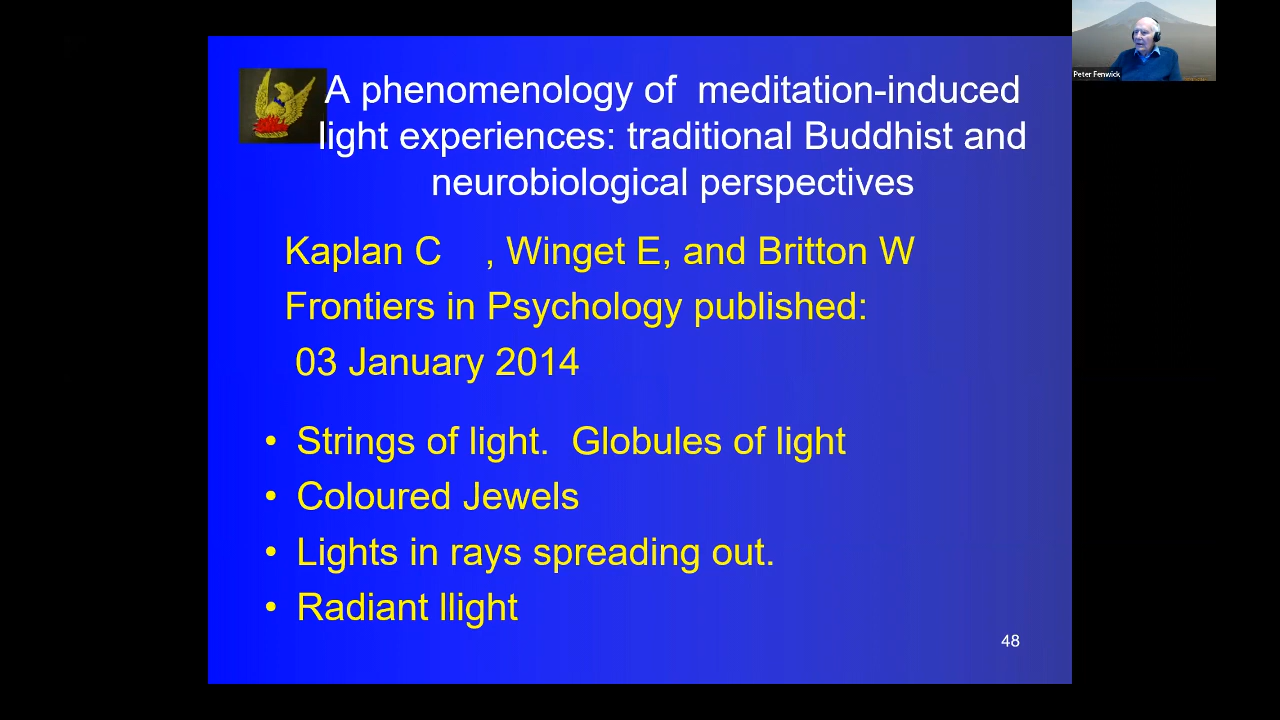 A phenomenology of meditation-induced
light experiences: traditional Buddhist and
neurobiological perspectives
Kaplan C , Winget E, and Britton W
Frontiers in Psychology published:
03 January 2014
• Strings of light. Globules of light
• Coloured Jewels
• Lights in rays spreading out.
• Radiant llight
48
Peter Fenwick